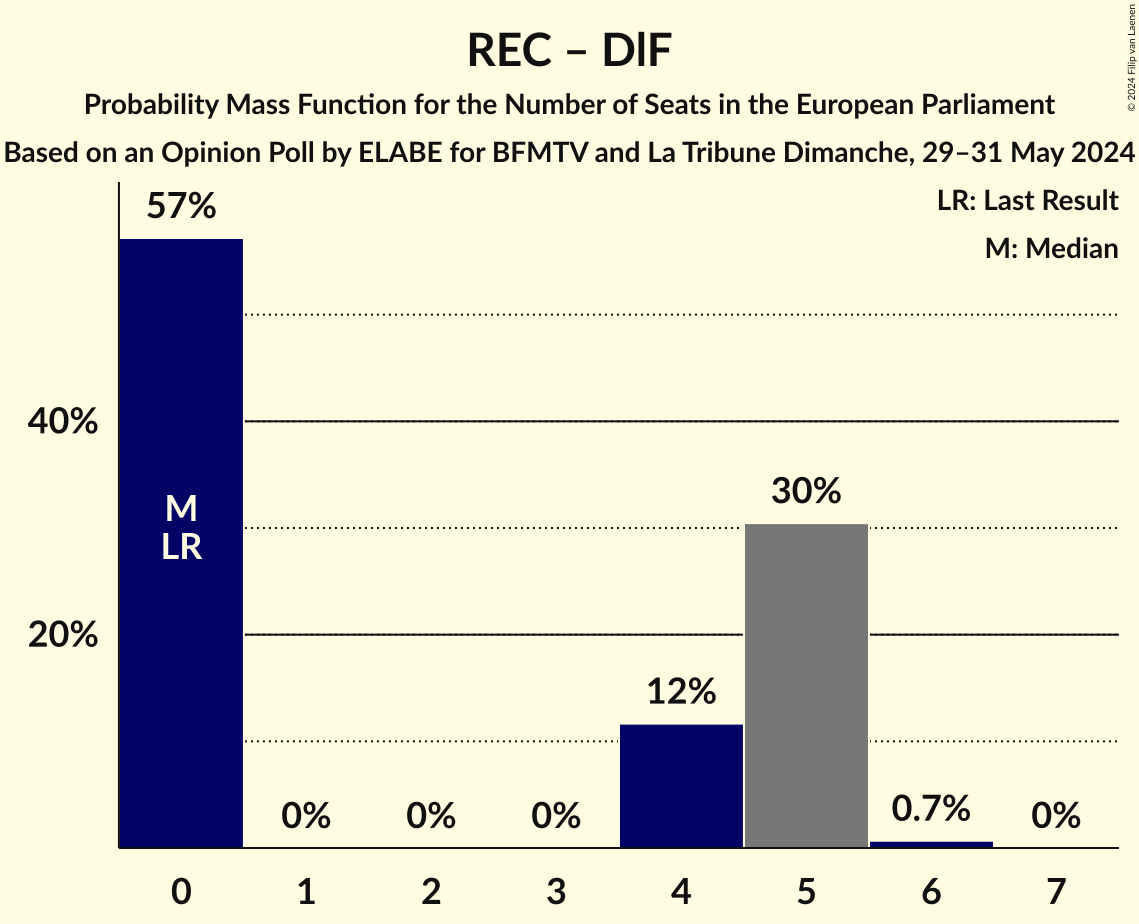 REC – DlF
Probability Mass Function for the Number of Seats in the European Parliament
Based on an Opinion Poll by ELABE for BFMTV and La Tribune Dimanche, 29–31 May 2024
© 2024 Filip van Laenen
LR: Last Result
M: Median
57%
40%
20%
M
LR
0%
0%
0%
12%
30%
0.7%
0%
0
1
2
3
4
5
6
7